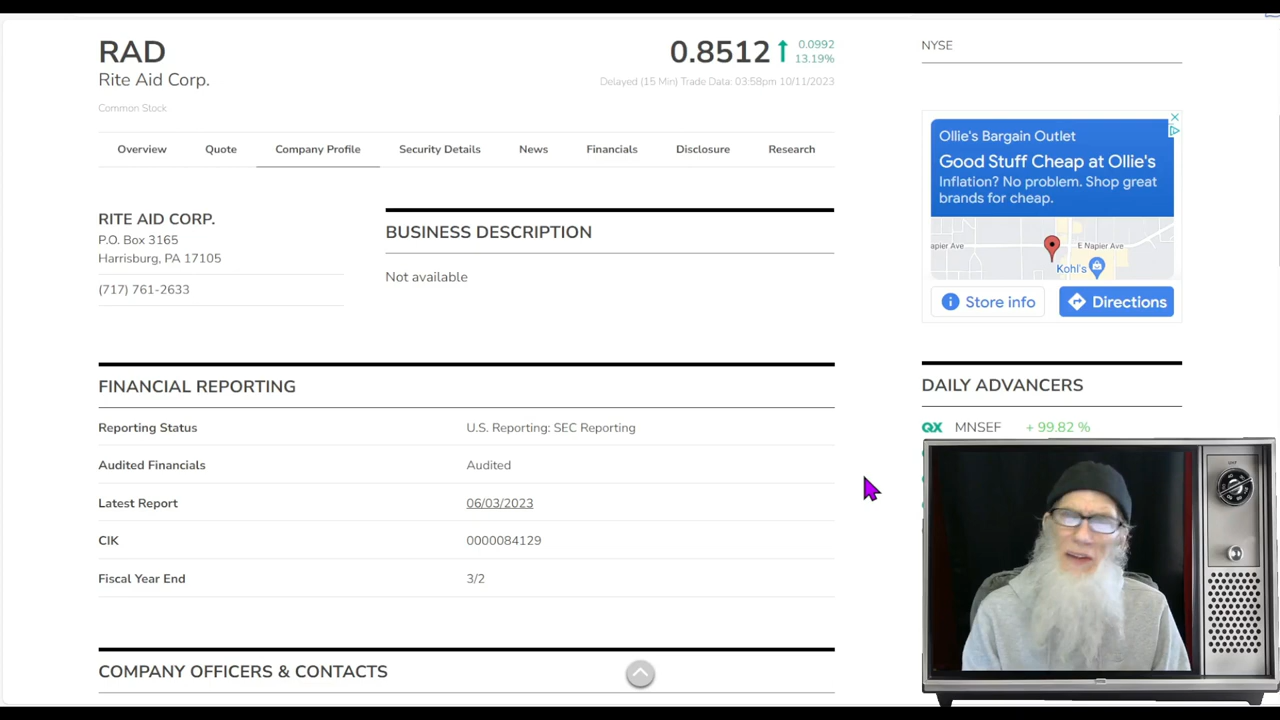 RAD
Rite Aid Corp.
Common Stock
0.8512
0.0992
13.19%
Delayed (15 Min) Trade Data: 03:58pm 10/11/2023
Overview Quote Company Profile Security Details News Financials Disclosure Research
RITE AID CORP.
P.O. Box 3165
Harrisburg, PA 17105
(717) 761-2633
BUSINESS DESCRIPTION
Not available
FINANCIAL REPORTING
Reporting Status U.S. Reporting: SEC Reporting
Audited Financials Audited
Latest Report 06/03/2023
CIK 0000084129
Fiscal Year End 3/2
COMPANY OFFICERS & CONTACTS
NYSE
Ollie's Bargain Outlet
Good Stuff Cheap at Ollie's
Inflation? No problem. Shop great
brands for cheap.
apier Ave E Napier Ave
Kohl's
Store info Directions
DAILY ADVANCERS
QX MNSEF + 99.82 %